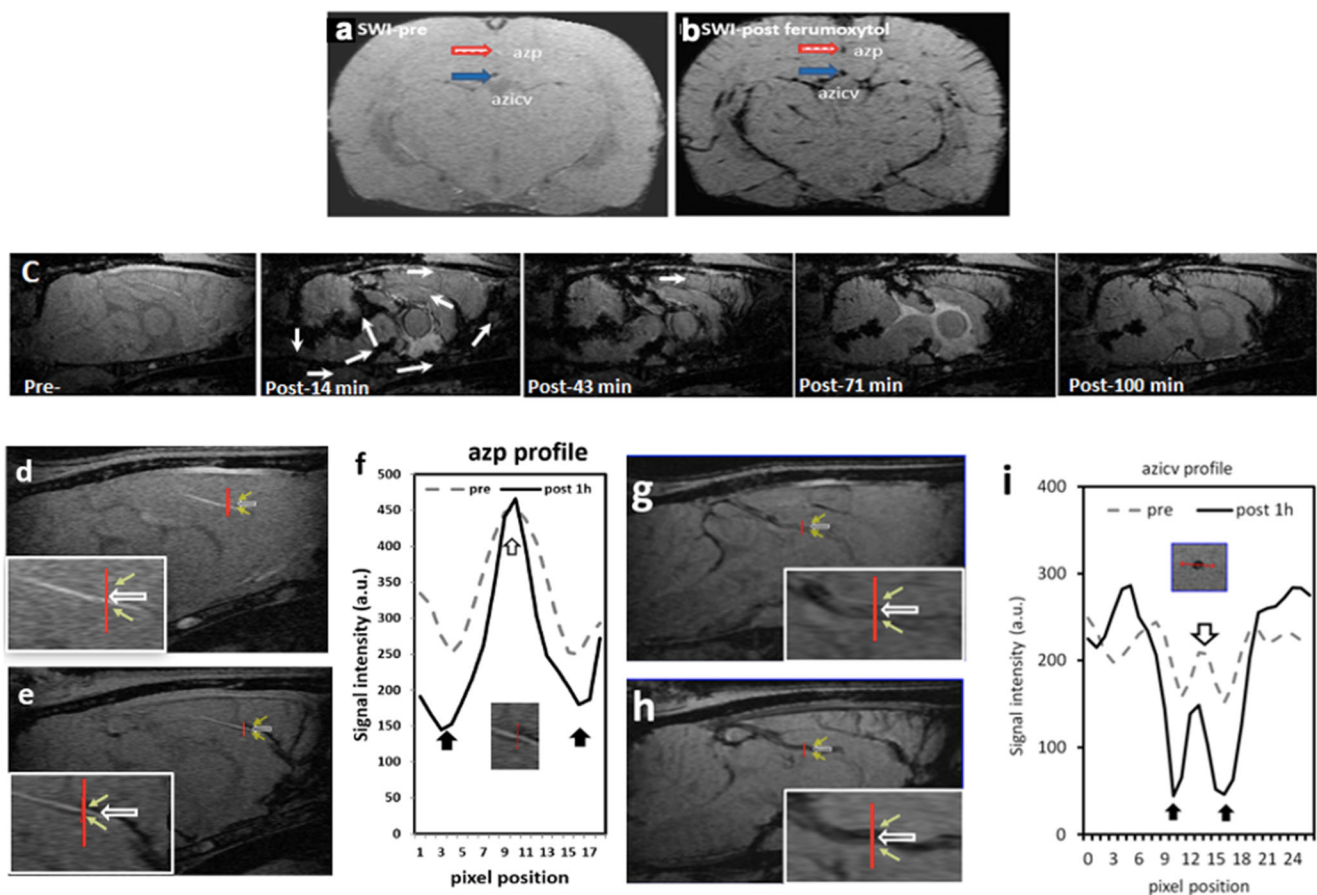 a SWI-pre
azp
azicv
b SWI-post ferumoxytol
azp
azicv
C
Pre-
Post-14 min
Post-43 min
Post-71 min
Post-100 min
d
e
f
azp profile
pre
post 1h
Signal intensity (a.u.)
500
450
400
350
300
250
200
150
100
50
0
1 3 5 7 9 11 13 15 17
pixel position
g
h
i
azicv profile
pre
post 1h
Signal intensity (a.u.)
400
300
200
100
0
0 3 6 9 12 15 18 21 24
pixel position